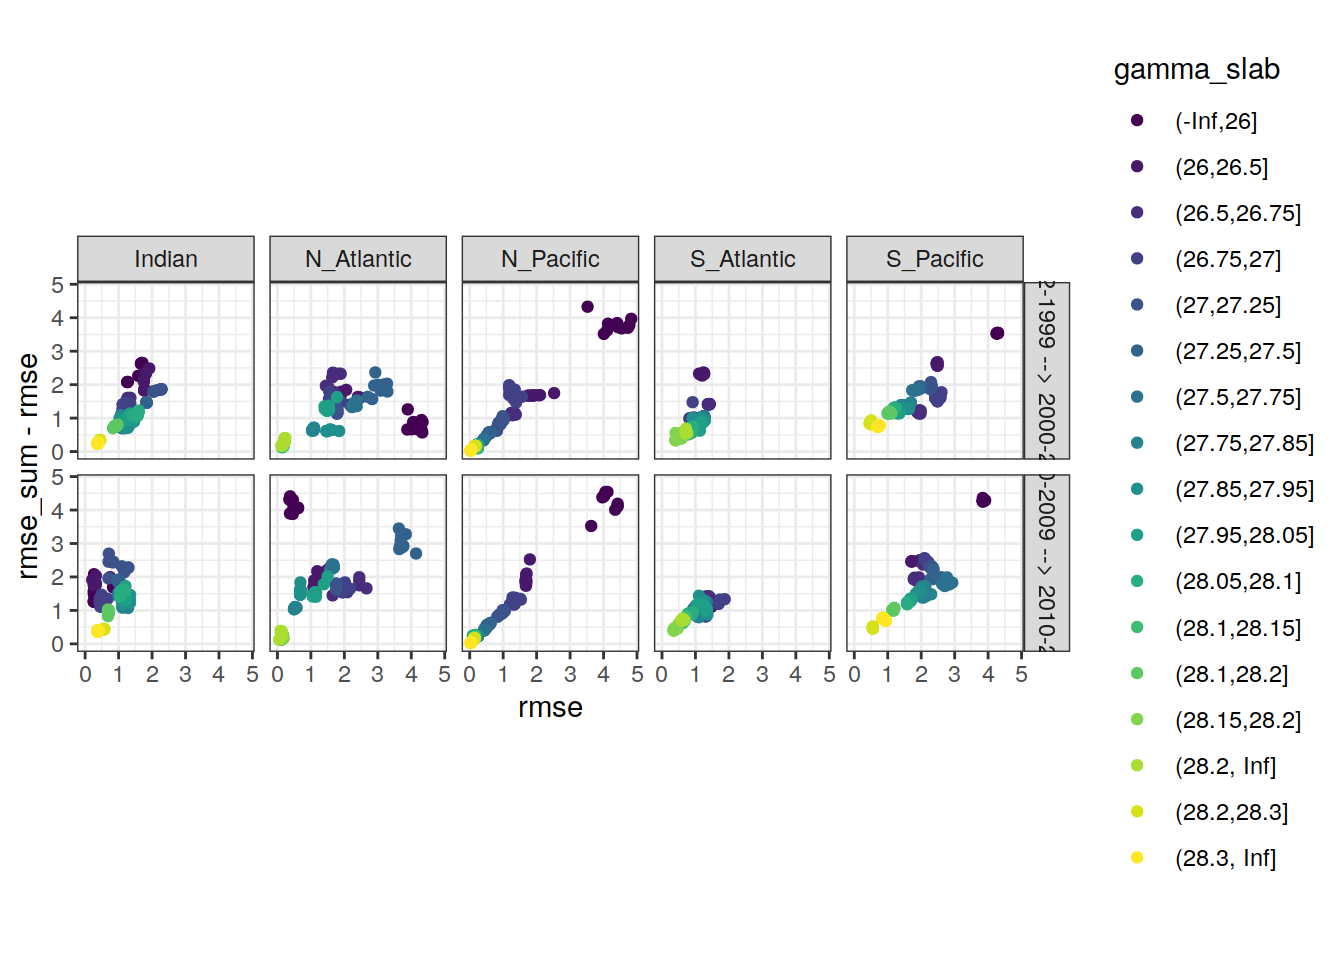 gamma_slab
(-Inf,26]
(26,26.5]
(26.5,26.75]
(26.75,27]
(27,27.25]
(27.25,27.5]
(27.5,27.75]
(27.75,27.85]
(27.85,27.95]
(27.95,28.05]
(28.05,28.1]
(28.1,28.15]
(28.1,28.2]
(28.15,28.2]
(28.2, Inf]
(28.2,28.3]
(28.3, Inf]
Indian N_Atlantic N_Pacific S_Atlantic S_Pacific
5
4
3
2
1
0
-1999 --> 2000-
5
4
3
2
1
0
-2009 --> 2010-
rmse_sum - rmse
0 1 2 3 4 5 0 1 2 3 4 5 0 1 2 3 4 5 0 1 2 3 4 5 0 1 2 3 4 5
rmse